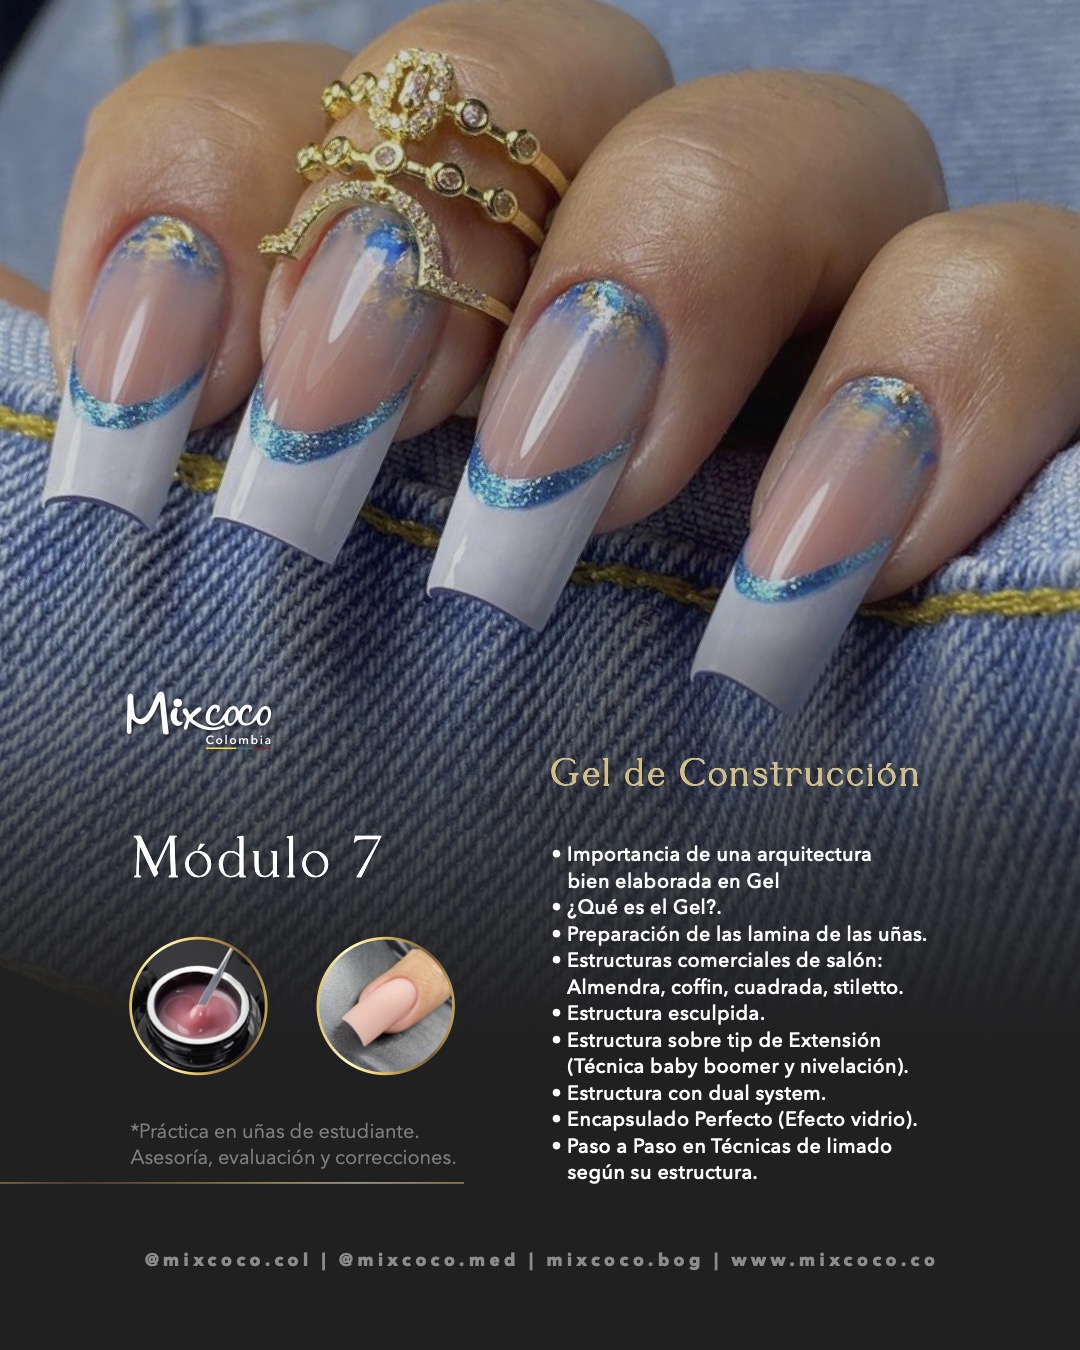 Mixcoco
Colombia
Módulo 7
*Práctica en uñas de estudiante.
Asesoría, evaluación y correcciones.
Gel de Construcción
• Importancia de una arquitectura
bien elaborada en Gel
• ¿Qué es el Gel?.
• Preparación de las lamina de las uñas.
• Estructuras comerciales de salón:
Almendra, coffin, cuadrada, stiletto.
• Estructura esculpida.
• Estructura sobre tip de Extensión
(Técnica baby boomer y nivelación).
• Estructura con dual system.
• Encapsulado Perfecto (Efecto vidrio).
• Paso a Paso en Técnicas de limado
según su estructura.
@mixcoco.col | @mixcoco.med | mixcoco.bog | www.mixcoco.co